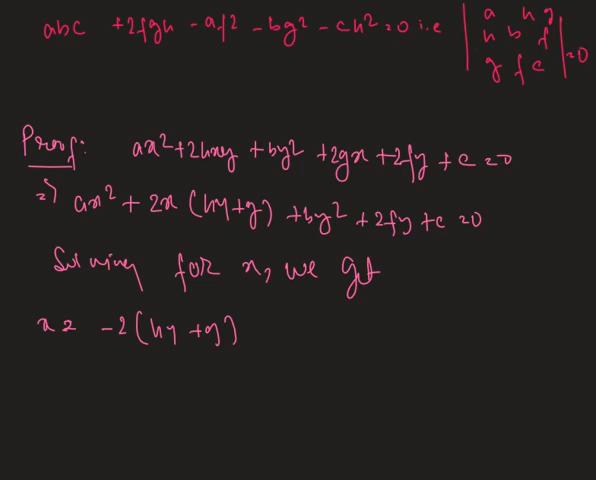 abc + 2fgh - af² - bg² - ch² = 0 i.e | a h g
h b f
g f c | = 0
Proof: ax² + 2hxy + by² + 2gx + 2fy + c = 0
=> ax² + 2x (hy+g) + by² + 2fy + c = 0
Solving for x, we get
x = -2(hy + g)